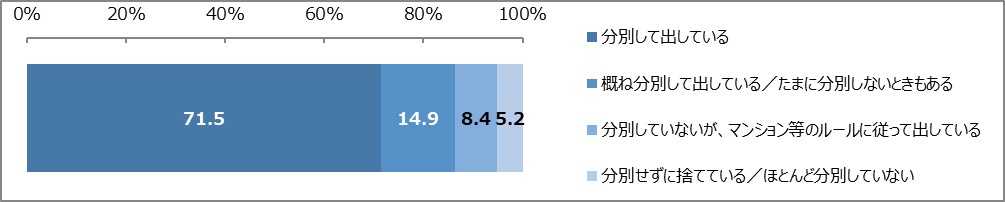 0% 20% 40% 60% 80% 100%
71.5 14.9 8.4 5.2
分別して出している
概ね分別して出している／たまに分別しないときもある
分別していないが、マンション等のルールに従って出している
分別せずに捨てている／ほとんど分別していない